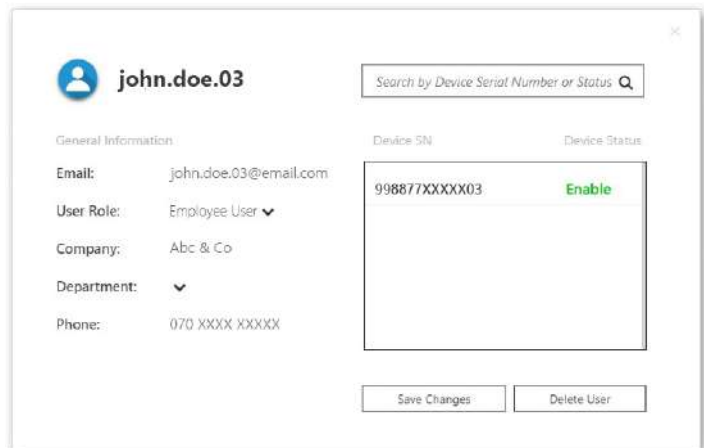 john.doe.03
Search by Device Serial Number or Status
General Information
Email: john.doe.03@email.com
User Role: Employee User
Company: Abc & Co
Department:
Phone: 070 XXXX XXXXX
Device SN Device Status
998877XXXXX03 Enable
Save Changes Delete User